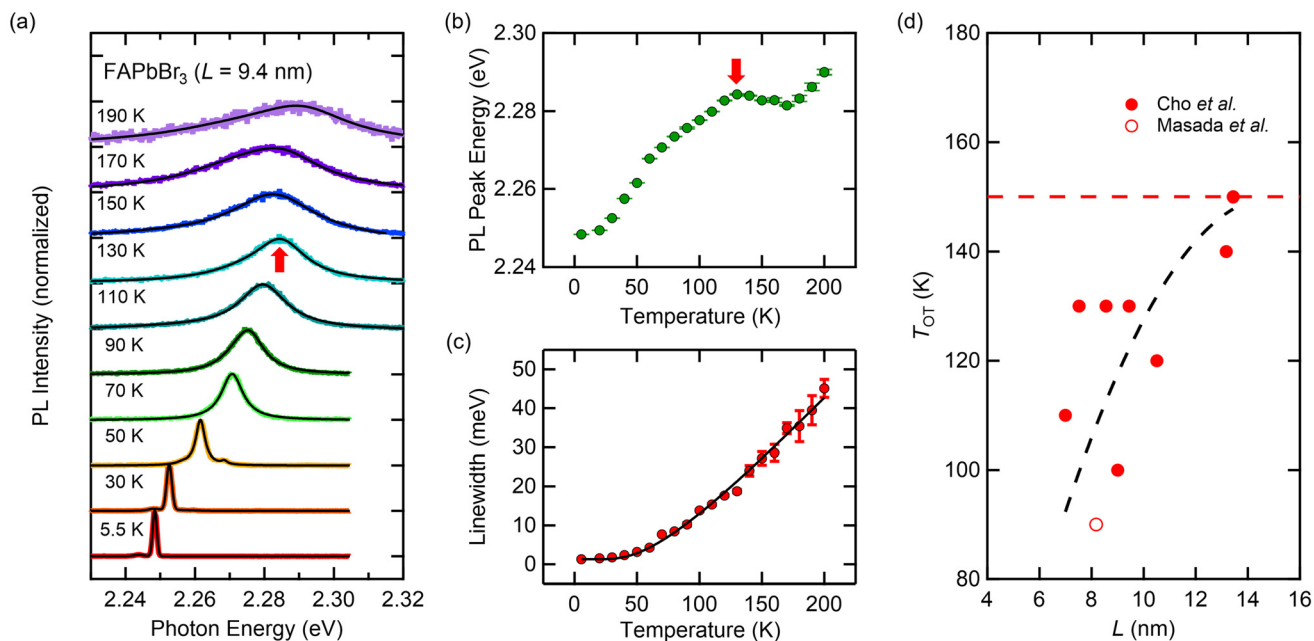 (a)
FAPbBr3 (L = 9.4 nm)
190 K
170 K
150 K
130 K
110 K
90 K
70 K
50 K
30 K
5.5 K
PL Intensity (normalized)
2.24 2.26 2.28 2.30 2.32
Photon Energy (eV)
(b)
2.30
2.28
2.26
2.24
PL Peak Energy (eV)
0 50 100 150 200
Temperature (K)
(c)
50
40
30
20
10
0
Linewidth (meV)
0 50 100 150 200
Temperature (K)
(d)
180
160
140
120
100
80
TOT (K)
Cho et al.
Masada et al.
4 6 8 10 12 14 16
L (nm)